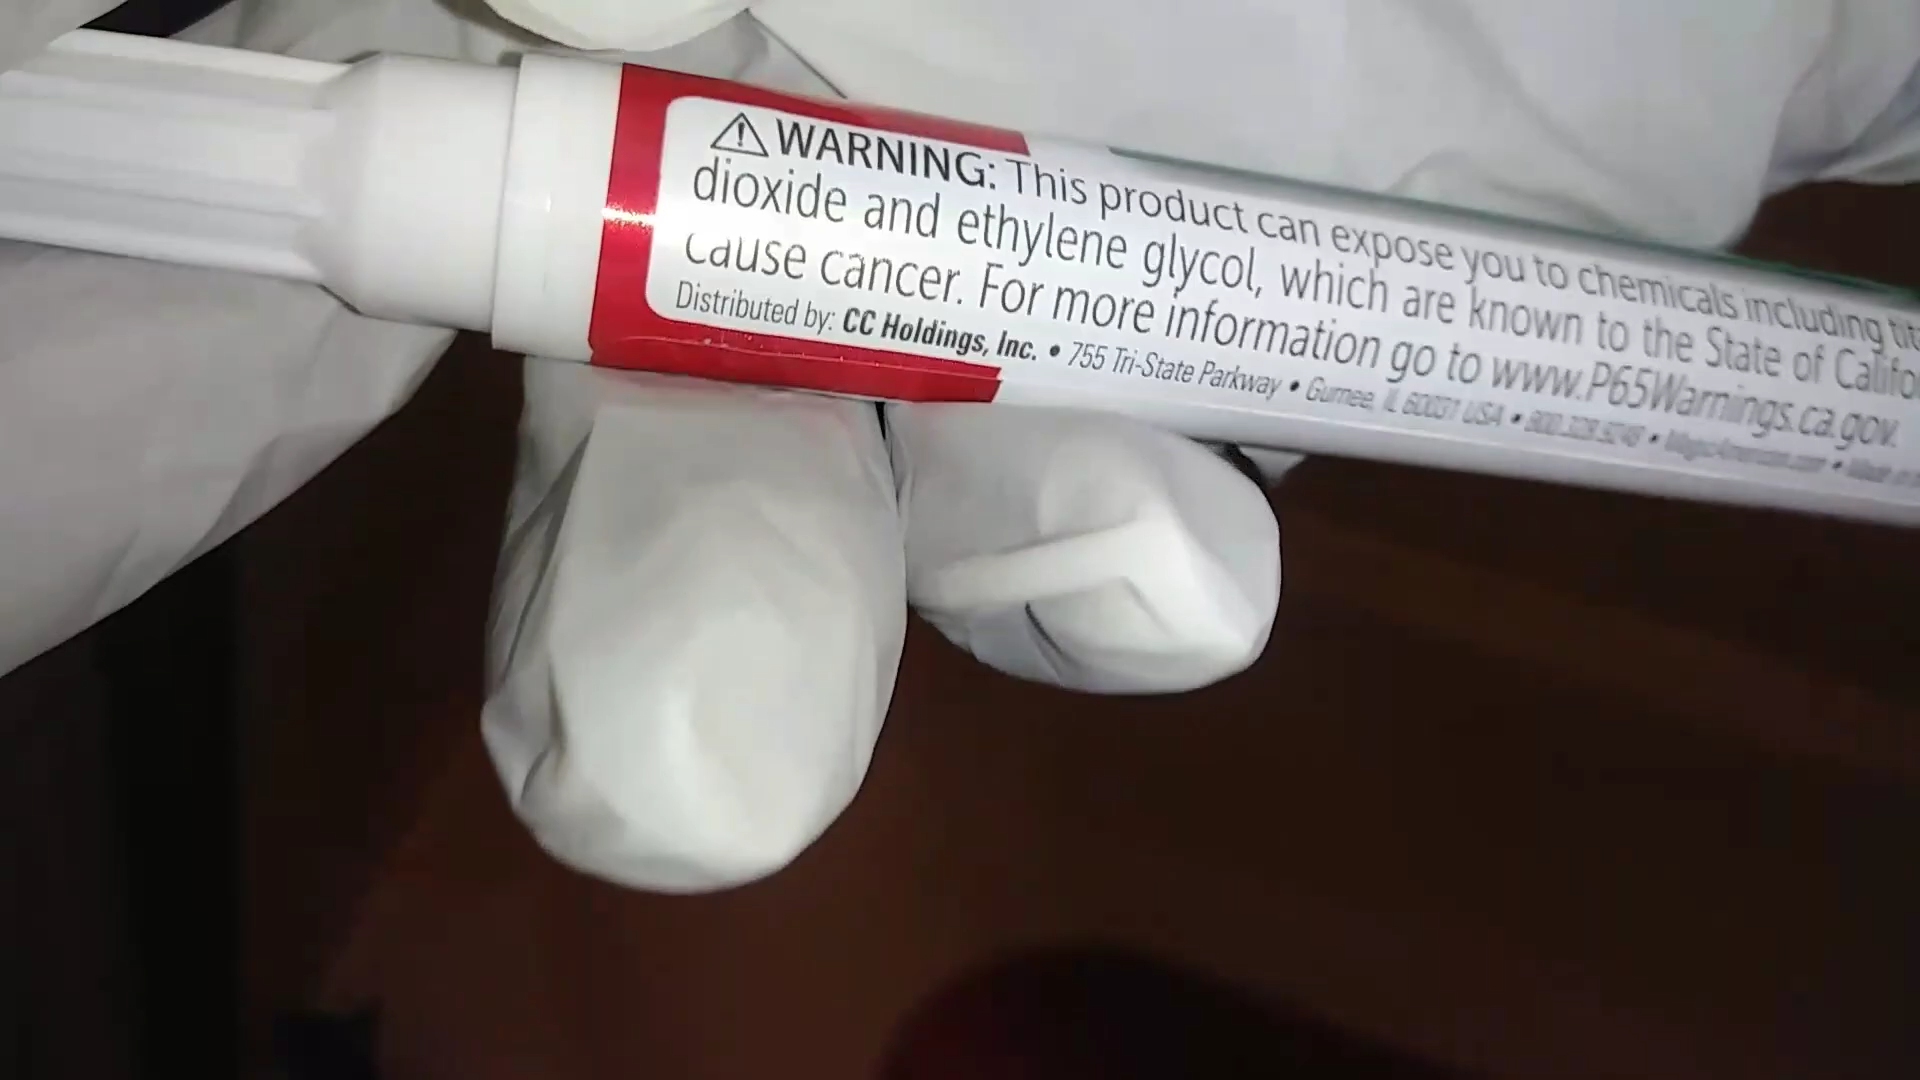 ⚠ WARNING: This product can expose you to chemicals including
dioxide and ethylene glycol, which are known to the State of
cause cancer. For more information go to www.P65Warnings.ca.gov.
Distributed by: CC Holdings, Inc. • 755 Tri-State Parkway • Gurnee, IL 60031 USA •